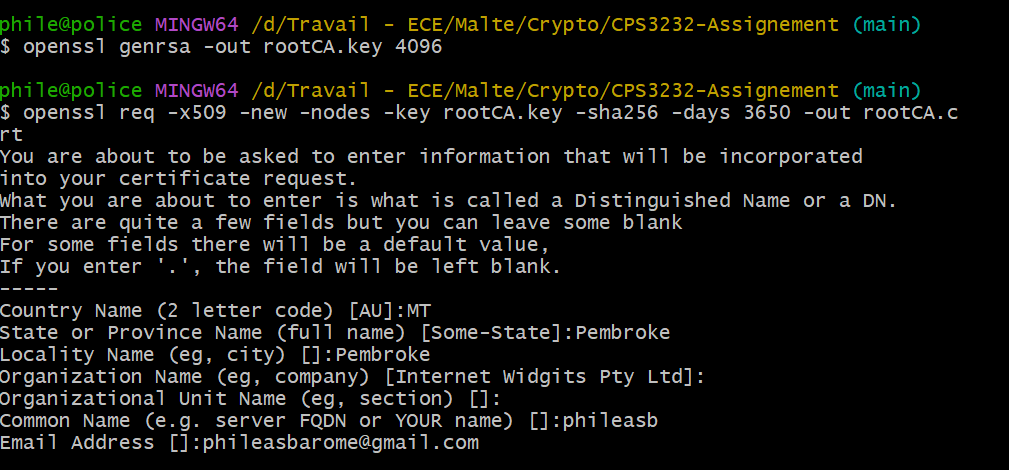 phile@police MINGW64 /d/Travail - ECE/Malte/Crypto/CPS3232-Assignement (main)
$ openssl genrsa -out rootCA.key 4096
phile@police MINGW64 /d/Travail - ECE/Malte/Crypto/CPS3232-Assignement (main)
$ openssl req -x509 -new -nodes -key rootCA.key -sha256 -days 3650 -out rootCA.c
rt
You are about to be asked to enter information that will be incorporated
into your certificate request.
What you are about to enter is what is called a Distinguished Name or a DN.
There are quite a few fields but you can leave some blank
For some fields there will be a default value,
If you enter '.', the field will be left blank.
-----
Country Name (2 letter code) [AU]:MT
State or Province Name (full name) [Some-State]:Pembroke
Locality Name (eg, city) []:Pembroke
Organization Name (eg, company) [Internet Widgits Pty Ltd]:
Organizational Unit Name (eg, section) []:
Common Name (e.g. server FQDN or YOUR name) []:phileasb
Email Address []:phileasbarome@gmail.com